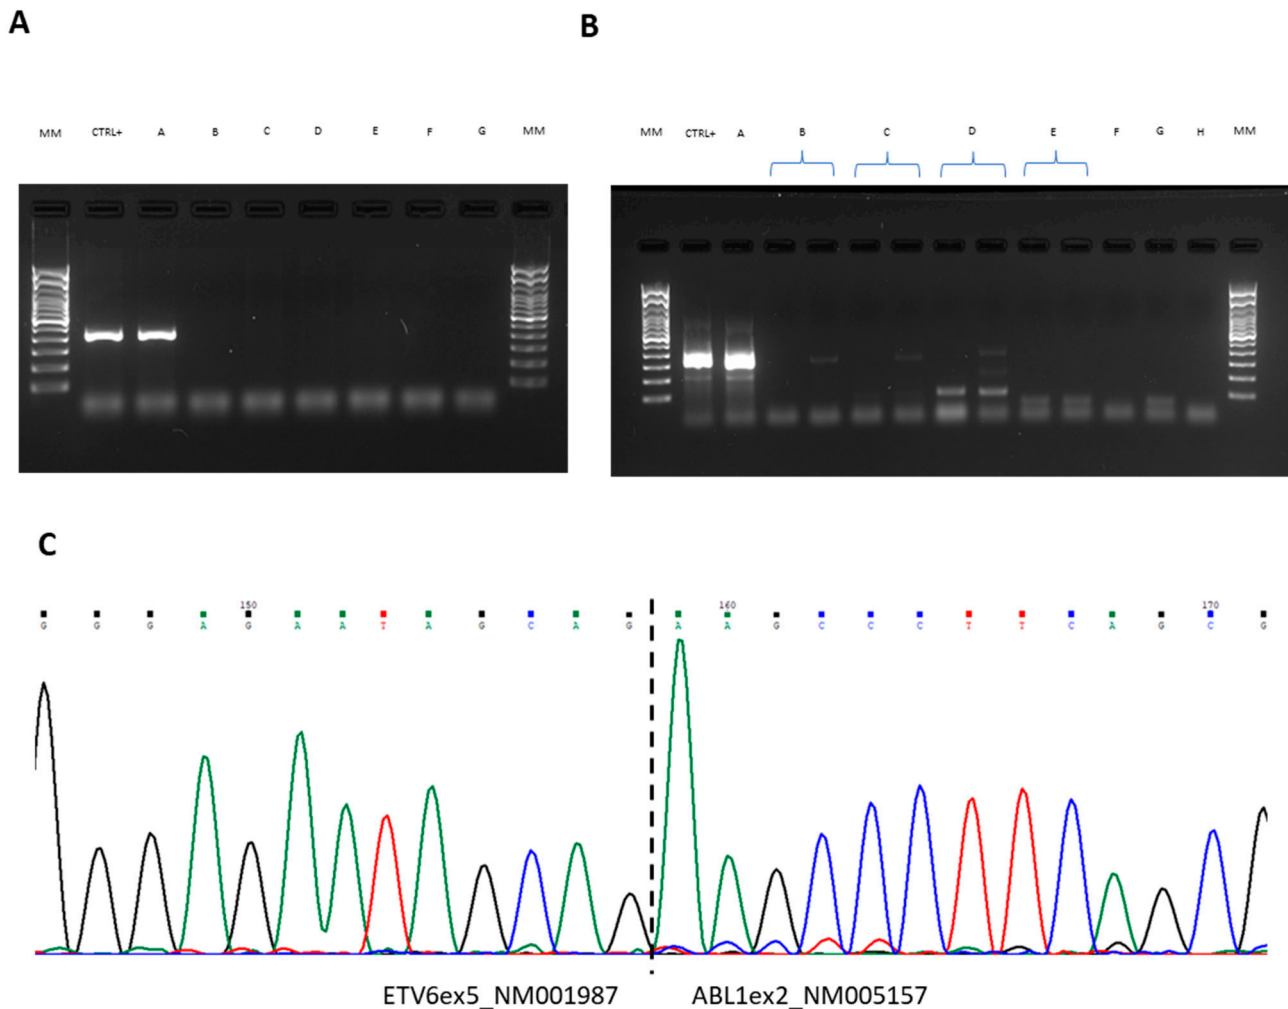 A
B
MM CTRL+ A B C D E F G MM
MM CTRL+ A B C D E F G H MM
C
150 160 170
G G G A G A A T A G C A G A A G C C C T T C A G C G
ETV6ex5_NM001987 ABL1ex2_NM005157